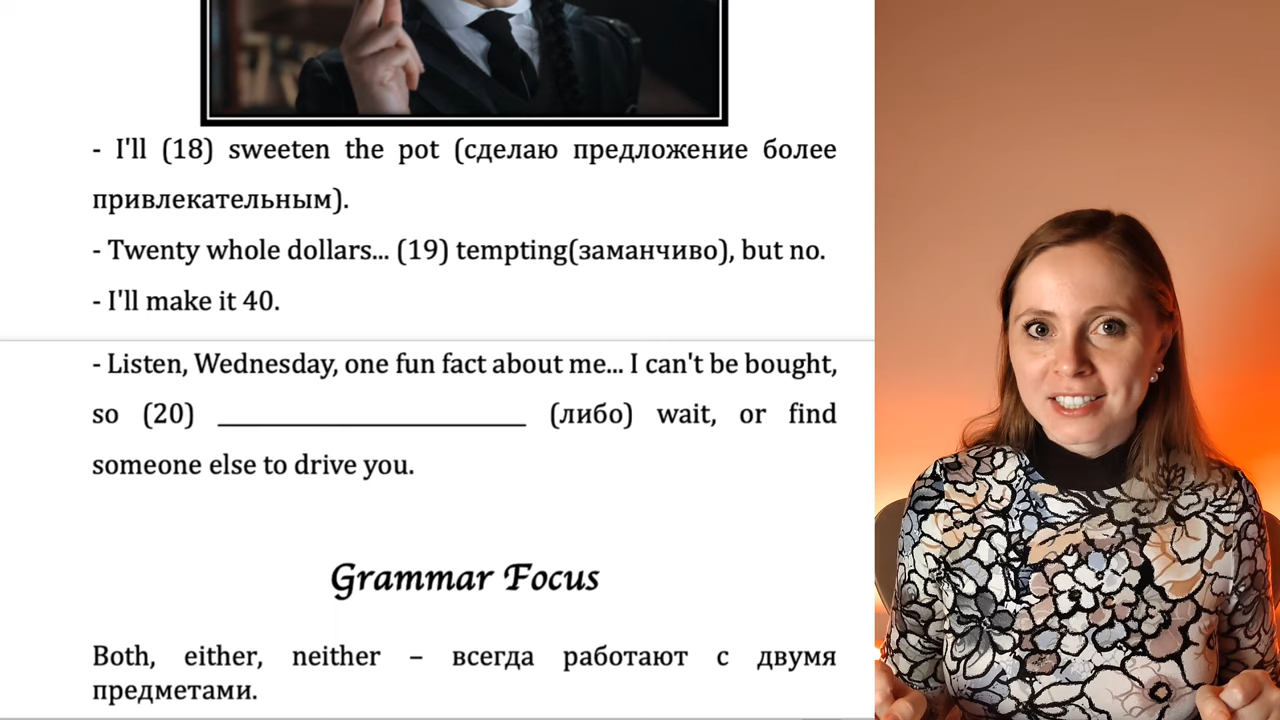 - I'll (18) sweeten the pot (сделаю предложение более
привлекательным).
- Twenty whole dollars... (19) tempting(заманчиво), but no.
- I'll make it 40.
- Listen, Wednesday, one fun fact about me... I can't be bought,
so (20) ______________________ (либо) wait, or find
someone else to drive you.
Grammar Focus
Both, either, neither – всегда работают с двумя
предметами.